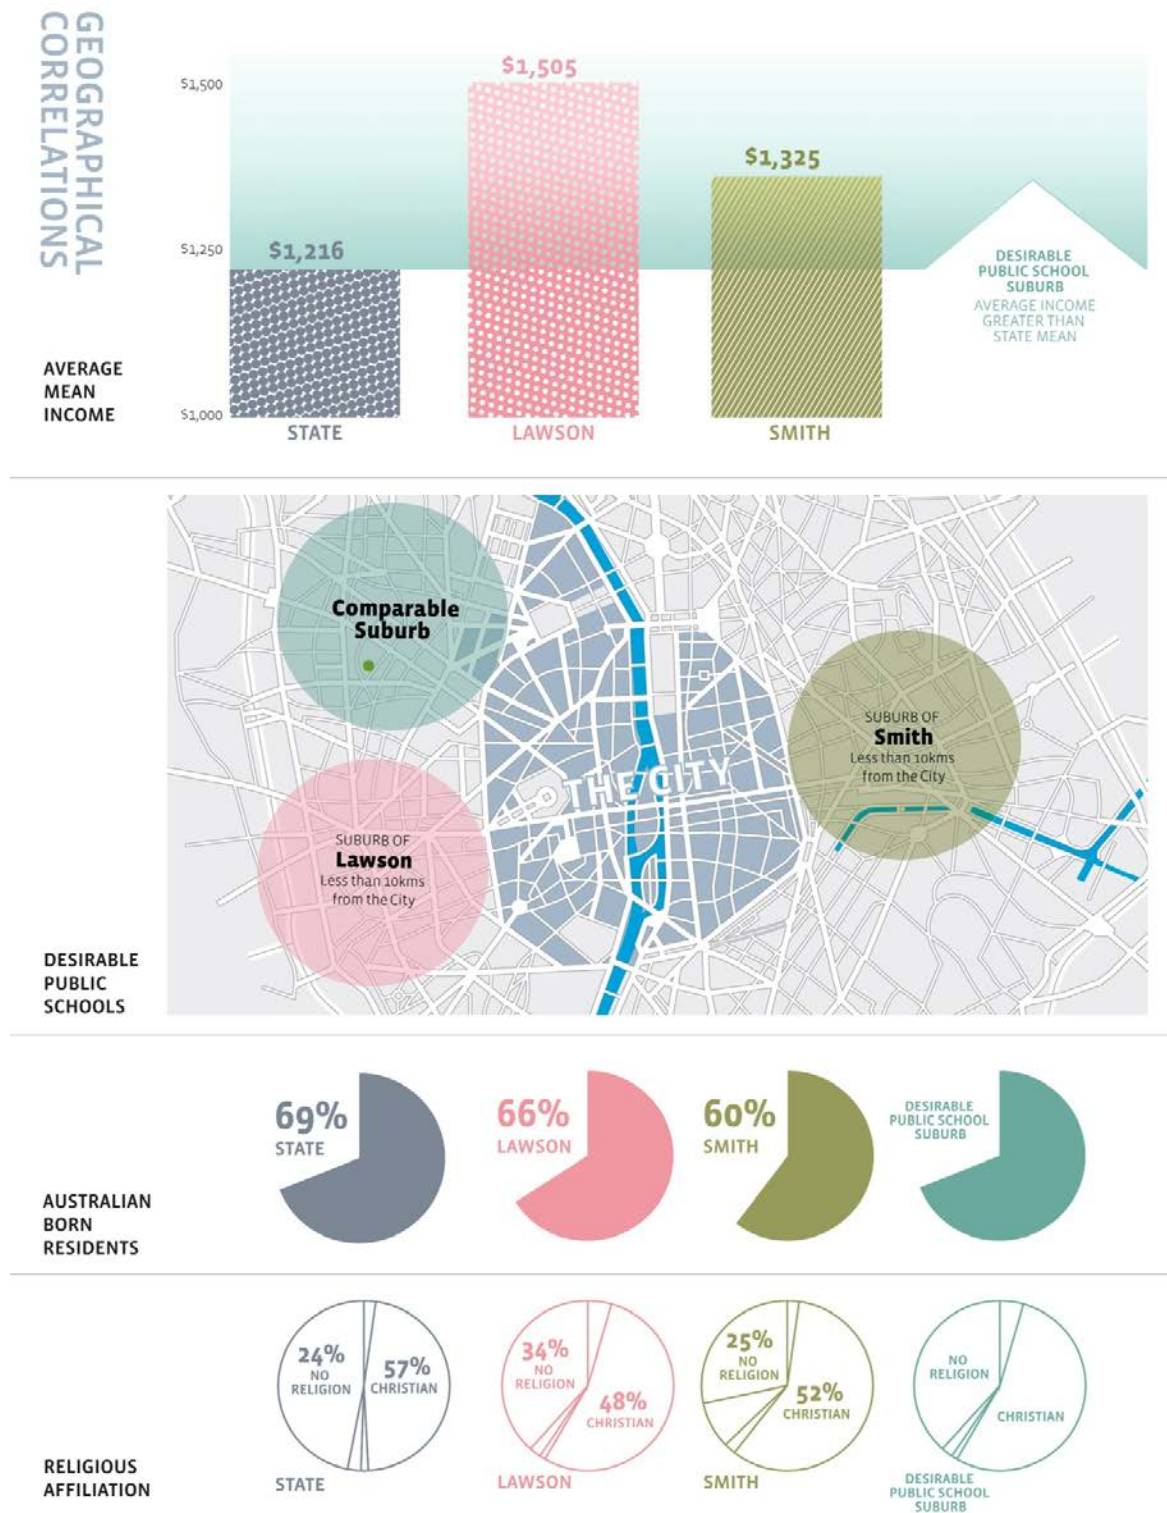 GEOGRAPHICAL
CORRELATIONS
$1,500
$1,250
$1,000
$1,216
$1,505
$1,325
DESIRABLE
PUBLIC SCHOOL
SUBURB
AVERAGE INCOME
GREATER THAN
STATE MEAN
AVERAGE
MEAN
INCOME
STATE
LAWSON
SMITH
Comparable
Suburb
SUBURB OF
Smith
Less than 10kms
from the City
THE CITY
SUBURB OF
Lawson
Less than 10kms
from the City
DESIRABLE
PUBLIC
SCHOOLS
69%
STATE
66%
LAWSON
60%
SMITH
DESIRABLE
PUBLIC SCHOOL
SUBURB
AUSTRALIAN
BORN
RESIDENTS
24%
NO
RELIGION
57%
CHRISTIAN
STATE
34%
NO
RELIGION
48%
CHRISTIAN
LAWSON
25%
NO
RELIGION
52%
CHRISTIAN
SMITH
NO
RELIGION
CHRISTIAN
DESIRABLE
PUBLIC SCHOOL
SUBURB
RELIGIOUS
AFFILIATION